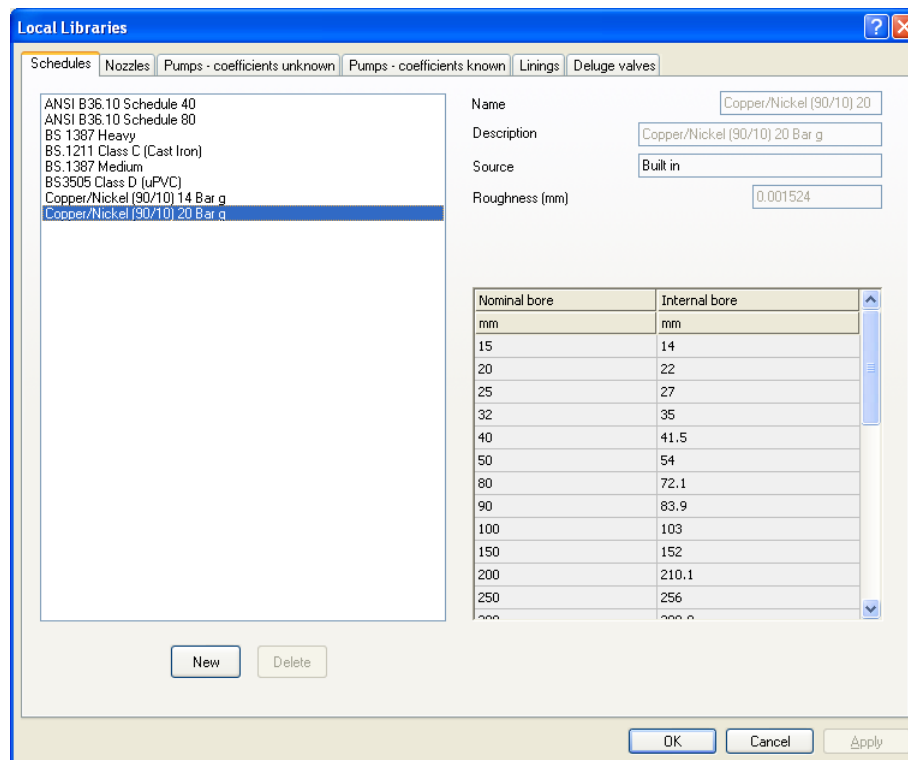 Local Libraries
Schedules Nozzles Pumps - coefficients unknown Pumps - coefficients known Linings Deluge valves
ANSI B36.10 Schedule 40
ANSI B36.10 Schedule 80
BS 1387 Heavy
BS.1211 Class C (Cast Iron)
BS.1387 Medium
BS3505 Class D (uPVC)
Copper/Nickel (90/10) 14 Bar g
Copper/Nickel (90/10) 20 Bar g
Name Copper/Nickel (90/10) 20
Description Copper/Nickel (90/10) 20 Bar g
Source Built in
Roughness (mm) 0.001524
Nominal bore Internal bore
mm mm
15 14
20 22
25 27
32 35
40 41.5
50 54
80 72.1
90 83.9
100 103
150 152
200 210.1
250 256
New Delete
OK Cancel Apply